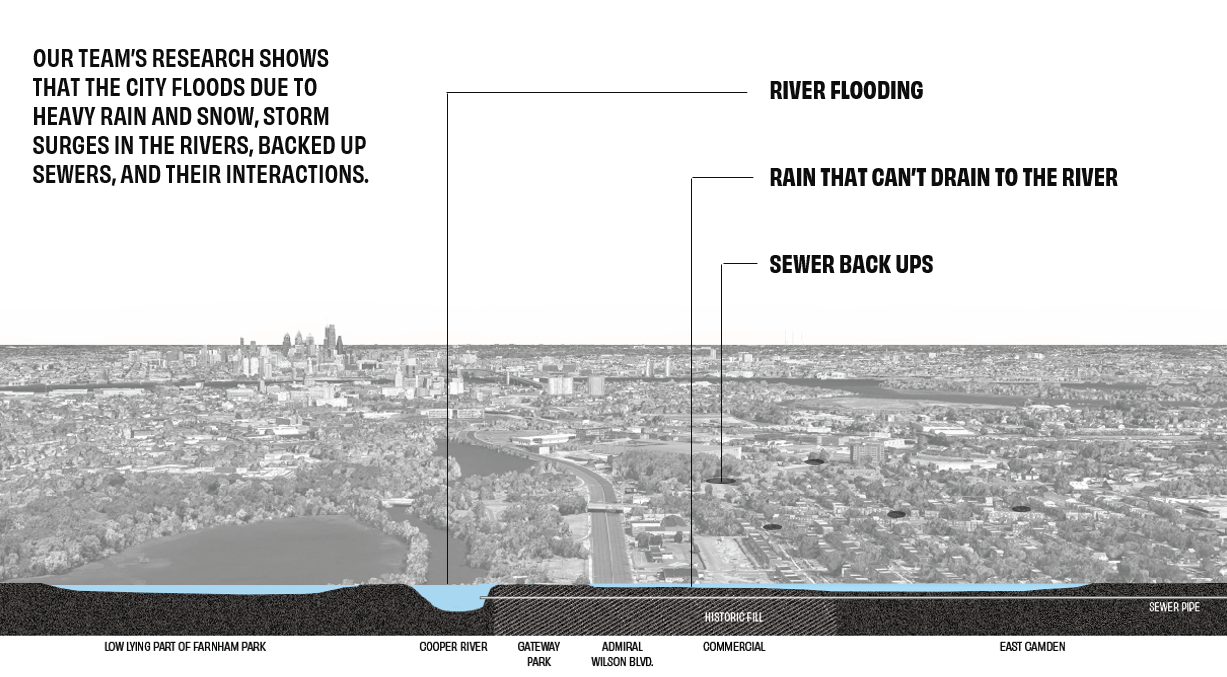 OUR TEAM'S RESEARCH SHOWS
THAT THE CITY FLOODS DUE TO
HEAVY RAIN AND SNOW, STORM
SURGES IN THE RIVERS, BACKED UP
SEWERS, AND THEIR INTERACTIONS.
RIVER FLOODING
RAIN THAT CAN'T DRAIN TO THE RIVER
SEWER BACK UPS
SEWER PIPE
HISTORIC FILL
LOW LYING PART OF FARNHAM PARK
COOPER RIVER
GATEWAY
PARK
ADMIRAL
WILSON BLVD.
COMMERCIAL
EAST CAMDEN